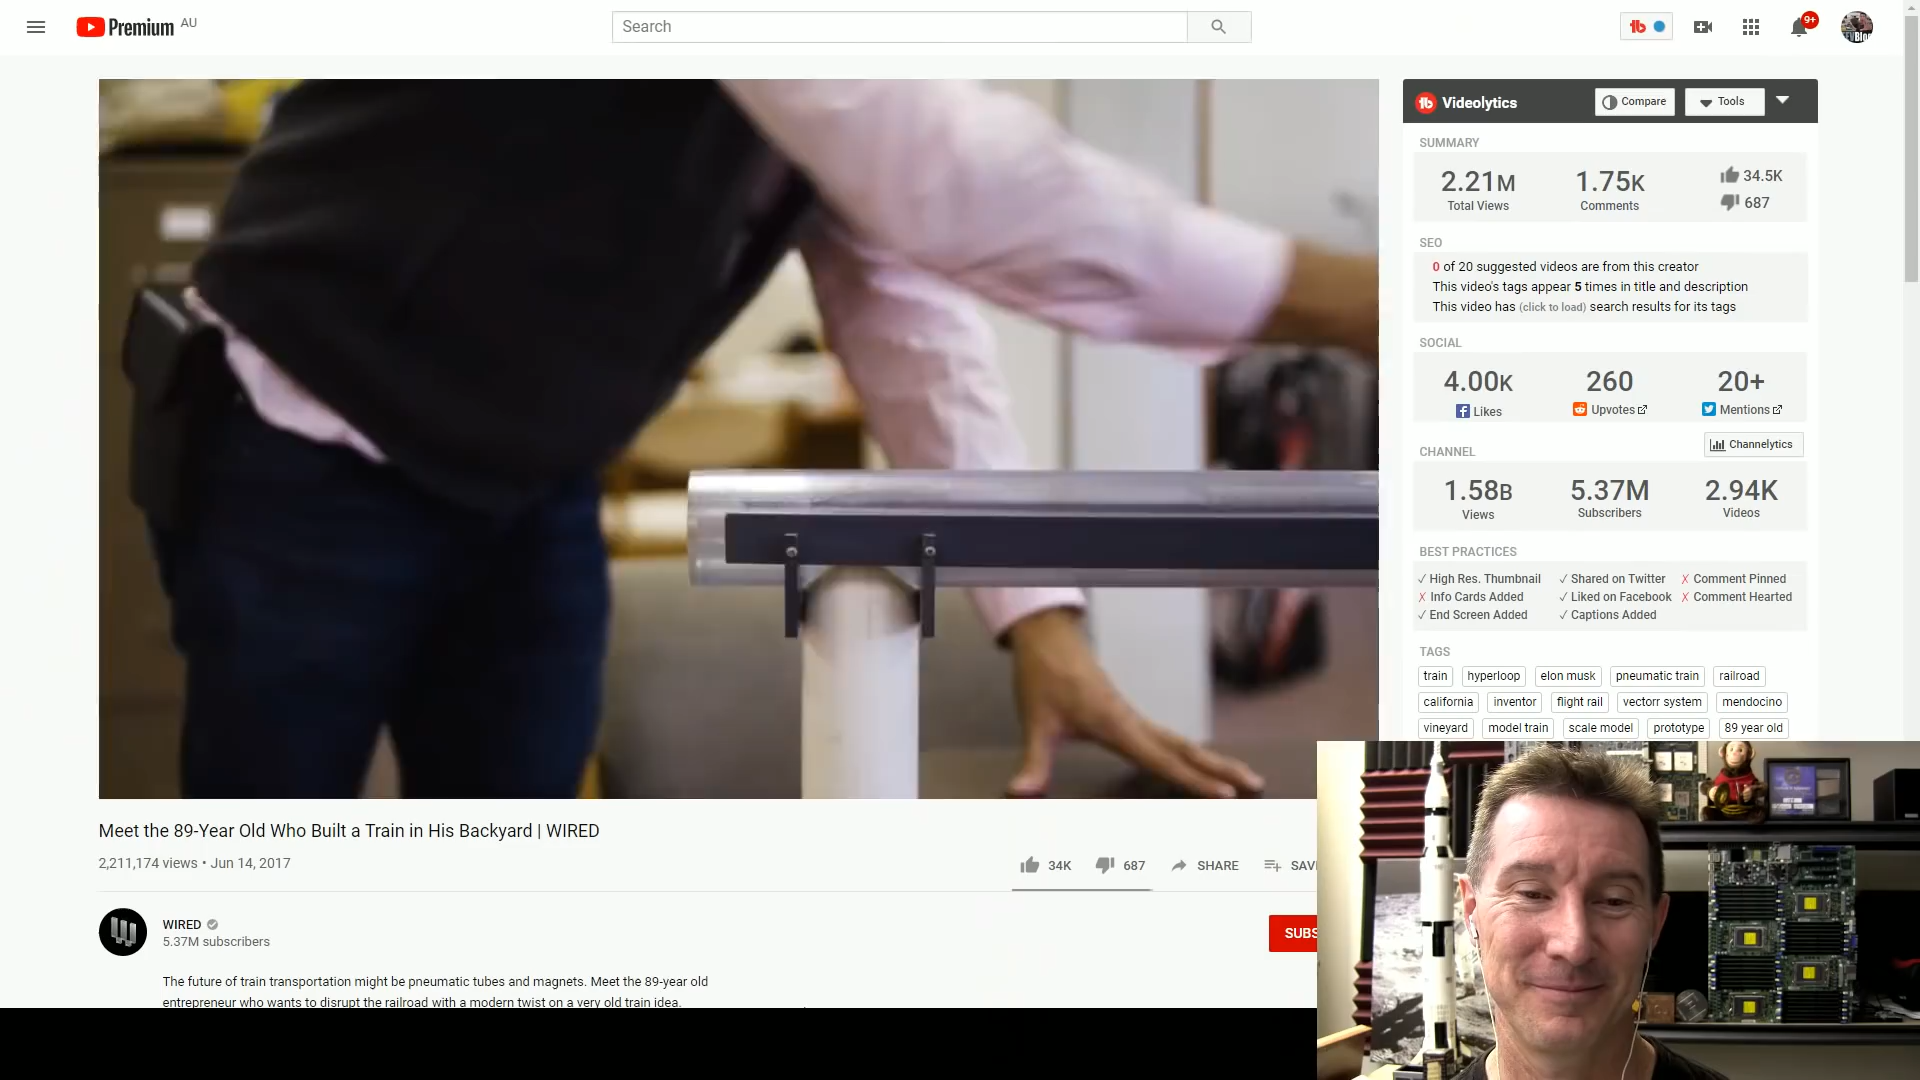 Premium AU
Search
9+
Videolytics
Compare
Tools
SUMMARY
2.21M
Total Views
1.75K
Comments
34.5K
687
SEO
0 of 20 suggested videos are from this creator
This video's tags appear 5 times in title and description
This video has (click to load) search results for its tags
SOCIAL
4.00K
Likes
260
Upvotes
20+
Mentions
CHANNEL
Channelytics
1.58B
Views
5.37M
Subscribers
2.94K
Videos
BEST PRACTICES
✓ High Res. Thumbnail ✓ Shared on Twitter ✗ Comment Pinned
✗ Info Cards Added ✓ Liked on Facebook ✗ Comment Hearted
✓ End Screen Added ✓ Captions Added
TAGS
train hyperloop elon musk pneumatic train railroad
california inventor flight rail vectorr system mendocino
vineyard model train scale model prototype 89 year old
Meet the 89-Year Old Who Built a Train in His Backyard | WIRED
2,211,174 views • Jun 14, 2017
34K 687 SHARE SAV
WIRED
5.37M subscribers
SUBS
The future of train transportation might be pneumatic tubes and magnets. Meet the 89-year old
entrepreneur who wants to disrupt the railroad with a modern twist on a very old train idea.